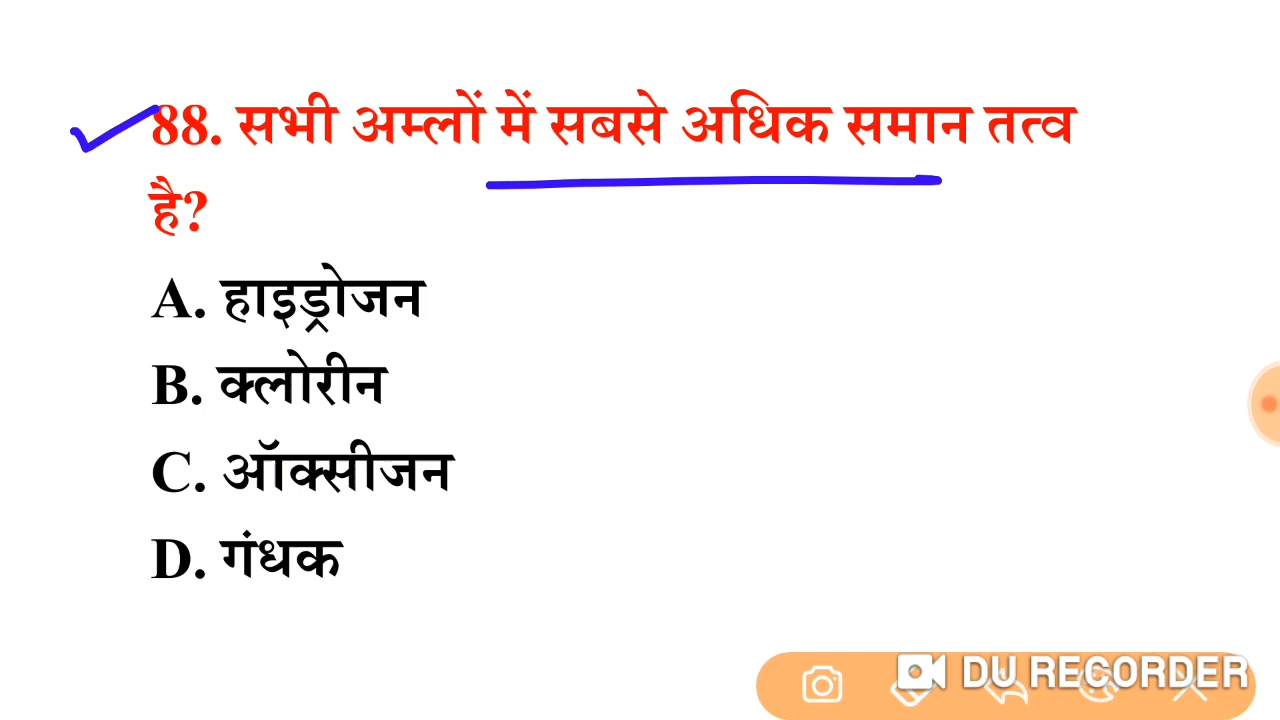 88. सभी अम्लों में सबसे अधिक समान तत्व
है?
A. हाइड्रोजन
B. क्लोरीन
C. ऑक्सीजन
D. गंधक
DU RECORDER